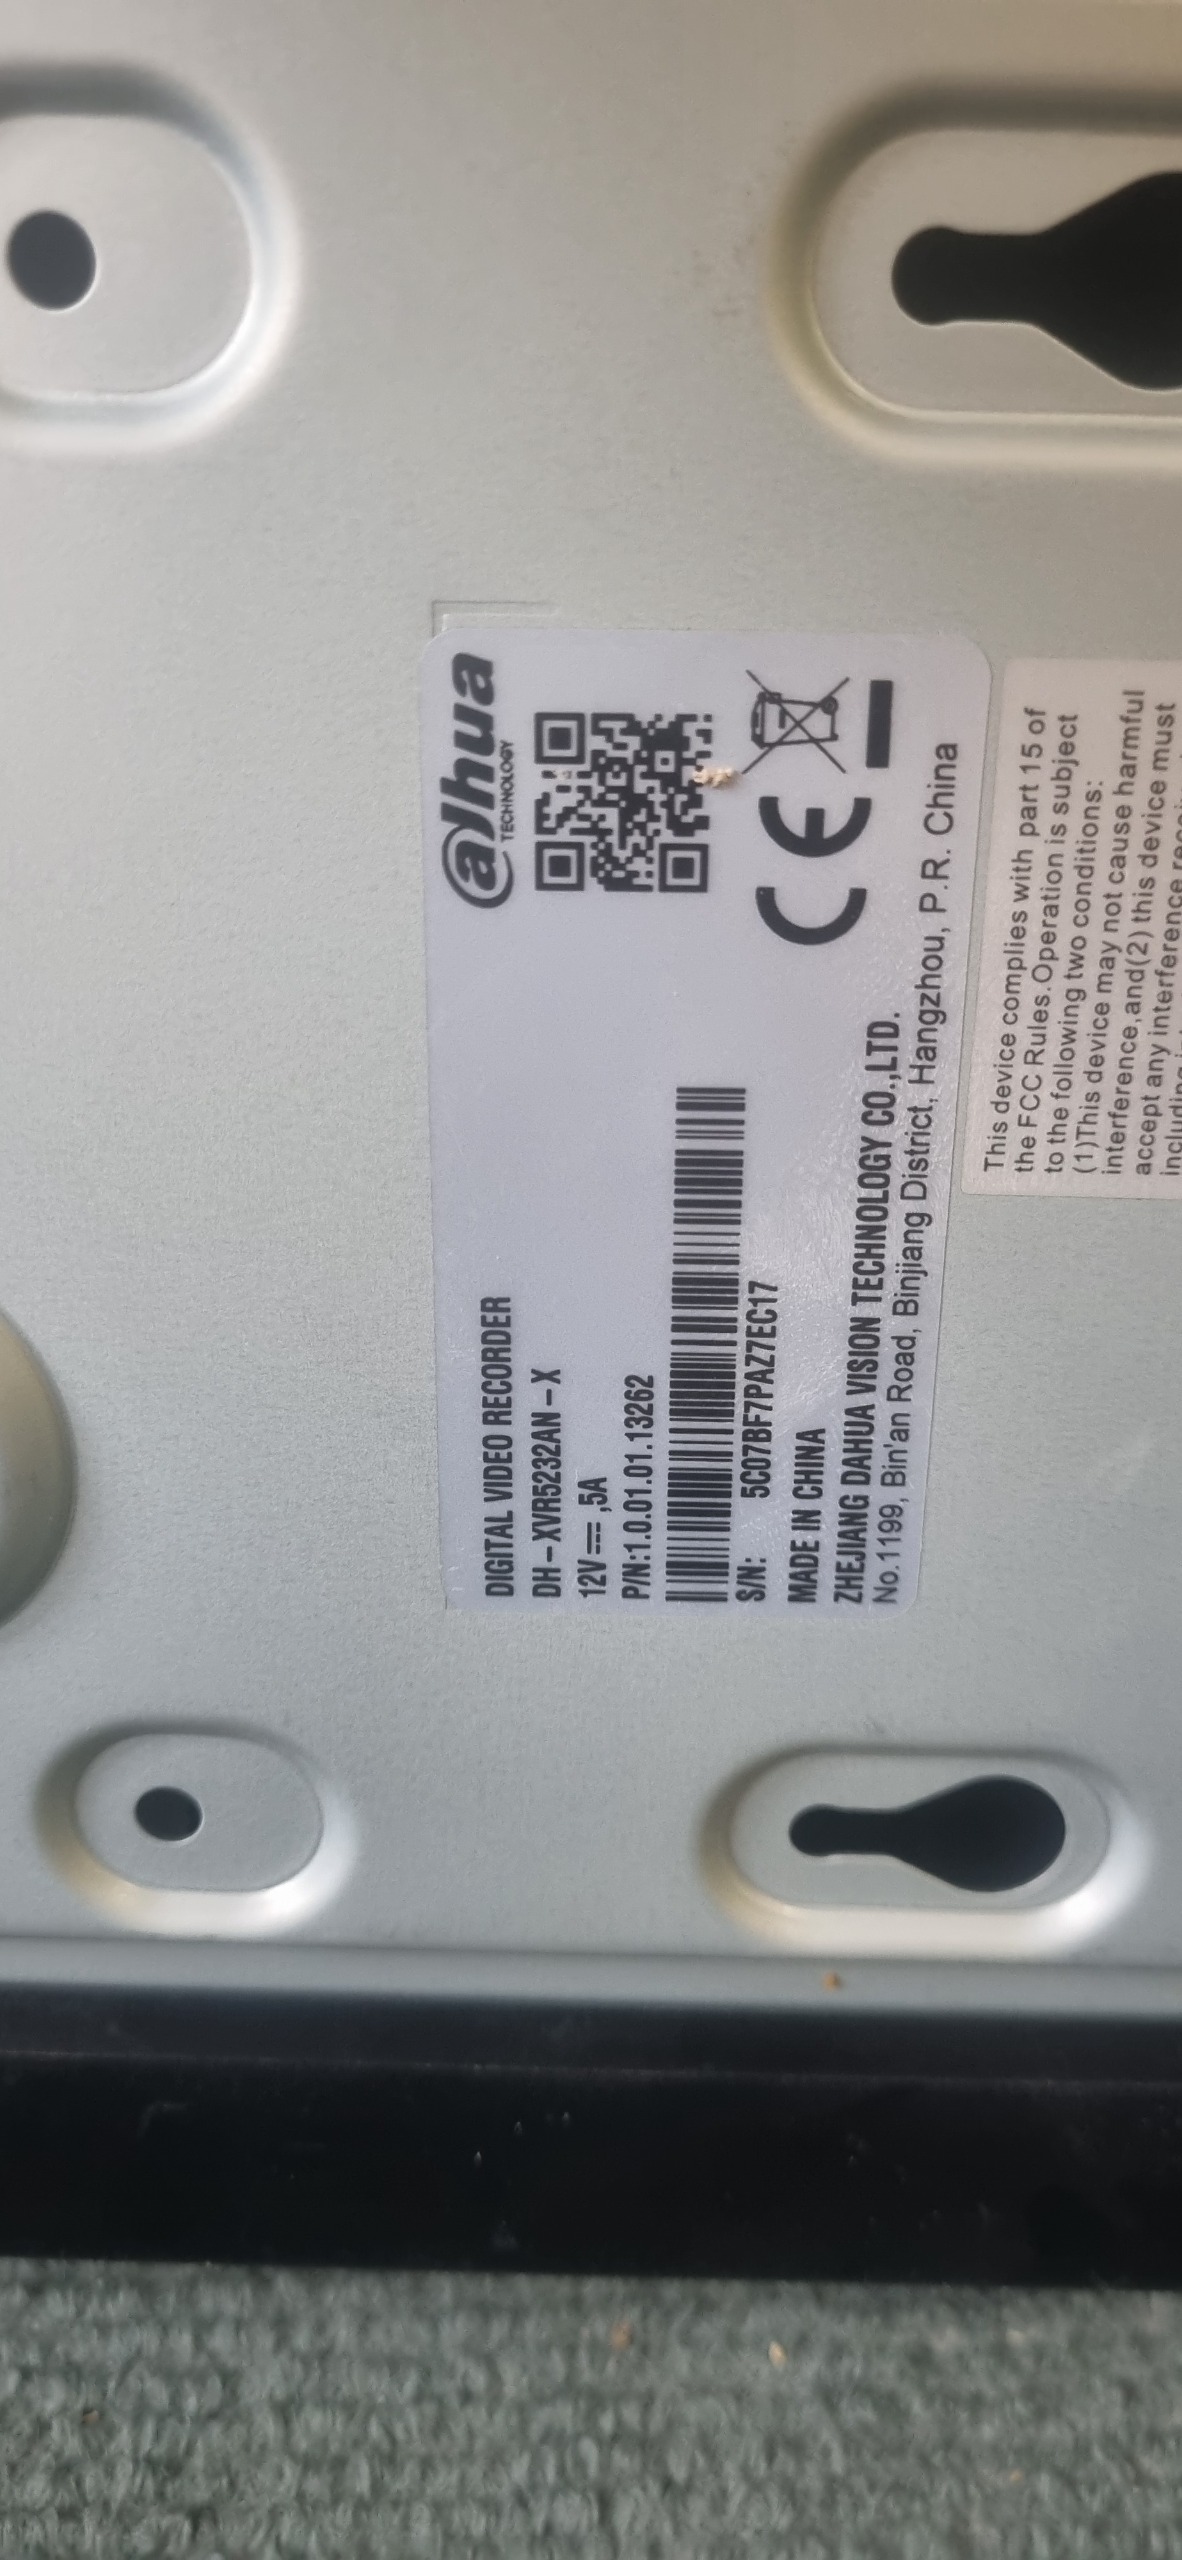 alhua
TECHNOLOGY
DIGITAL VIDEO RECORDER
DH-XVR5232AN-X
12V⎓,5A
P/N:1.0.01.01.13262
S/N: 5C07BF7PAZ7EC17
MADE IN CHINA
ZHEJIANG DAHUA VISION TECHNOLOGY CO.,LTD.
No.1199, Bin'an Road, Binjiang District, Hangzhou, P.R. China
CE
This device complies with part 15 of
the FCC Rules.Operation is subject
to the following two conditions:
(1)This device may not cause harmful
interference,and(2) this device must
accept any interference